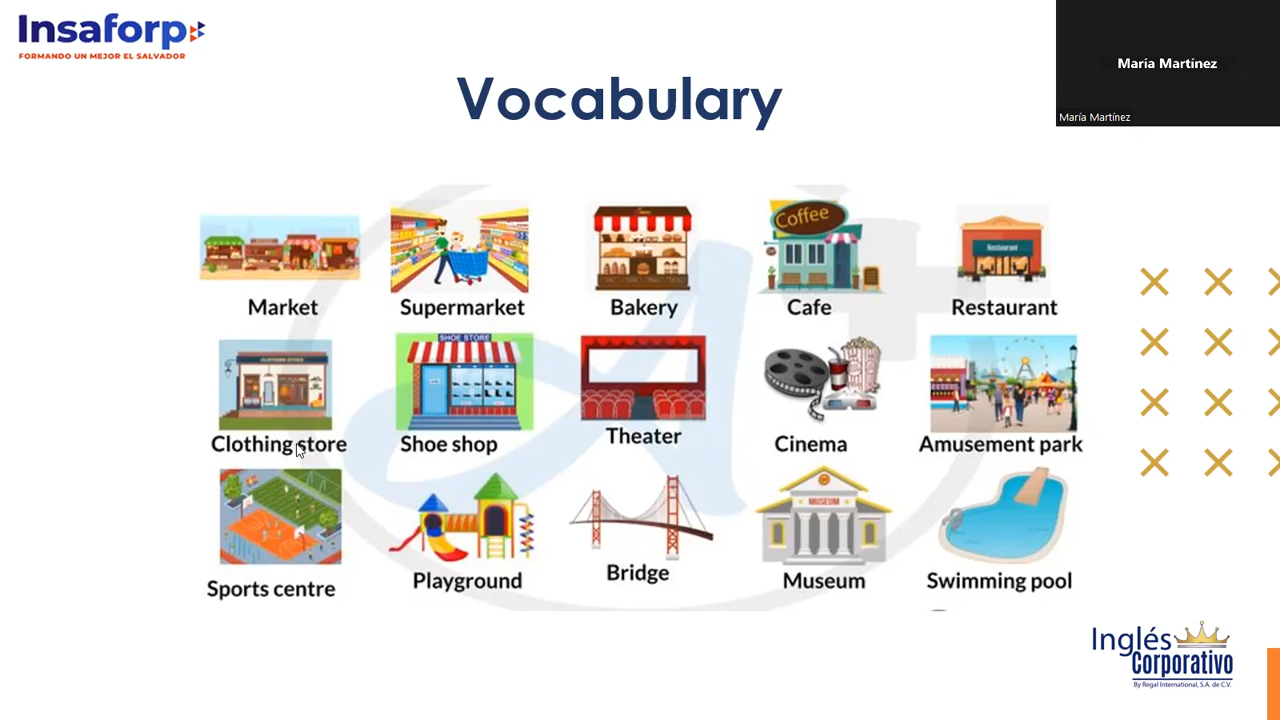 Insaforp
FORMANDO UN MEJOR EL SALVADOR
María Martínez
María Martínez
Vocabulary
Coffee
Restaurant
Market Supermarket Bakery Cafe Restaurant
CLOTHING STORE
SHOE STORE
Clothing store Shoe shop Theater Cinema Amusement park
MUSEUM
Sports centre Playground Bridge Museum Swimming pool
Inglés
Corporativo
By Regal International, S.A. de C.V.